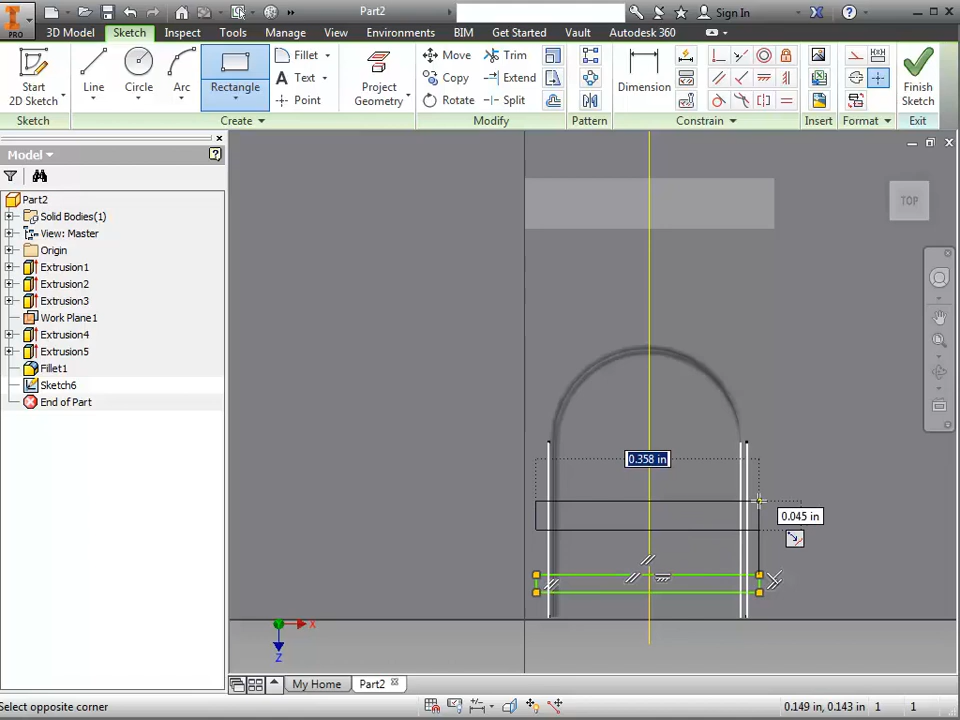 Part2
Sign In
PRO
3D Model Sketch Inspect Tools Manage View Environments BIM Get Started Vault Autodesk 360
Start
2D Sketch
Line
Circle
Arc
Rectangle
Fillet
Text
Point
Project
Geometry
Move
Copy
Rotate
Trim
Extend
Split
Dimension
Finish
Sketch
Sketch Create Modify Pattern Constrain Insert Format Exit
Model
Part2
Solid Bodies(1)
View: Master
Origin
Extrusion1
Extrusion2
Extrusion3
Work Plane1
Extrusion4
Extrusion5
Fillet1
Sketch6
End of Part
TOP
0.358 in
0.045 in
X
Z
My Home Part2
Select opposite corner
0.149 in, 0.143 in 1 1